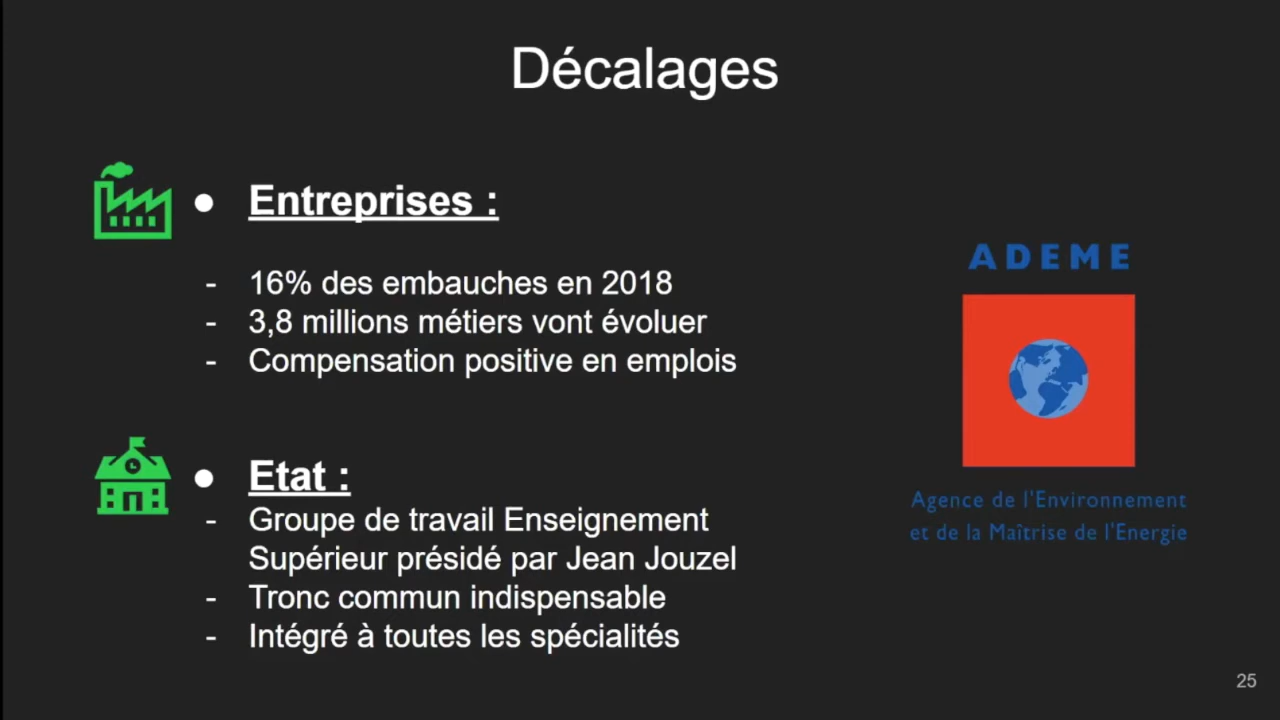 Décalages
● Entreprises :
- 16% des embauches en 2018
- 3,8 millions métiers vont évoluer
- Compensation positive en emplois
● Etat :
- Groupe de travail Enseignement
Supérieur présidé par Jean Jouzel
- Tronc commun indispensable
- Intégré à toutes les spécialités
ADEME
Agence de l'Environnement
et de la Maîtrise de l'Energie
25